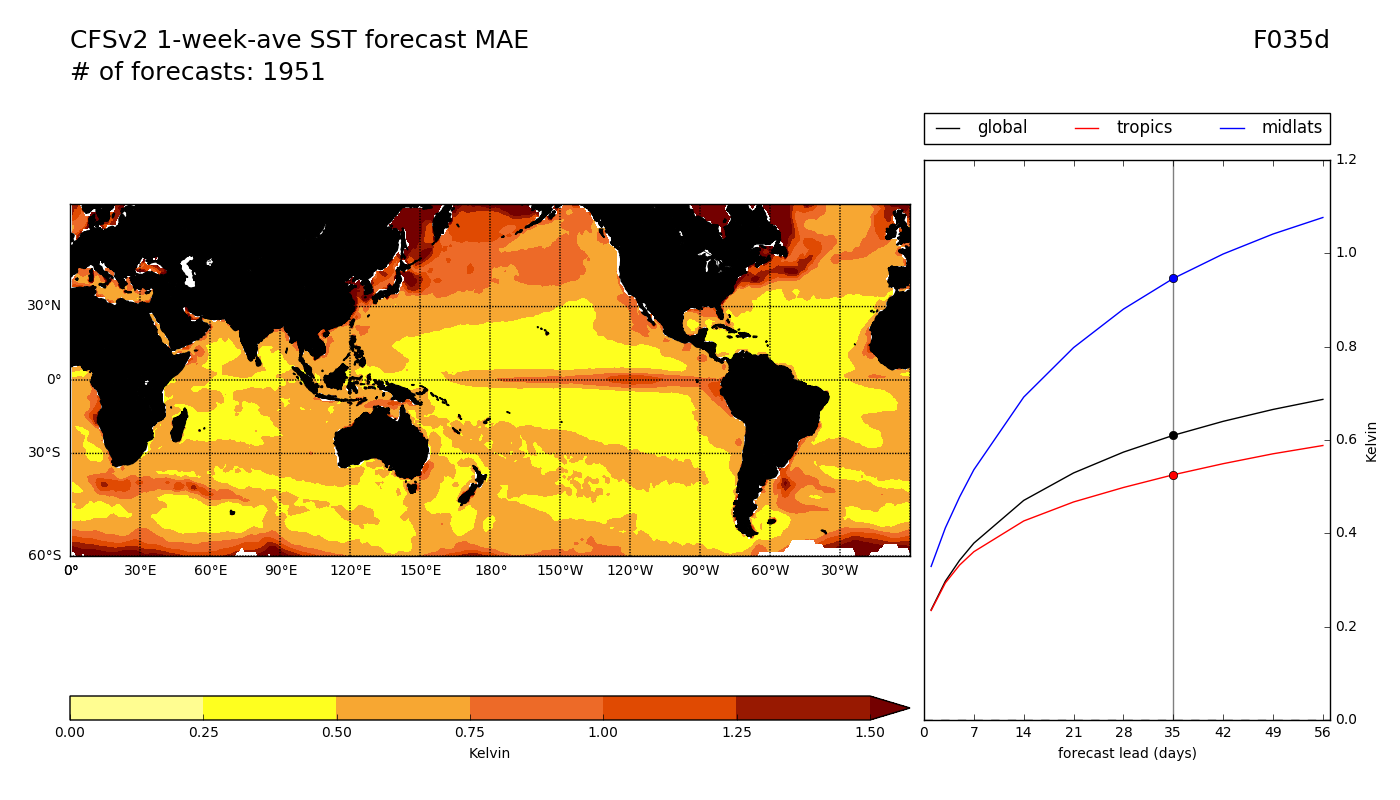 CFSv2 1-week-ave SST forecast MAE
F035d
# of forecasts: 1951
global tropics midlats
30°N
0°
30°S
60°S
0° 30°E 60°E 90°E 120°E 150°E 180° 150°W 120°W 90°W 60°W 30°W
0.00 0.25 0.50 0.75 1.00 1.25 1.50
Kelvin
1.2
1.0
0.8
0.6
0.4
0.2
0.0
Kelvin
0 7 14 21 28 35 42 49 56
forecast lead (days)